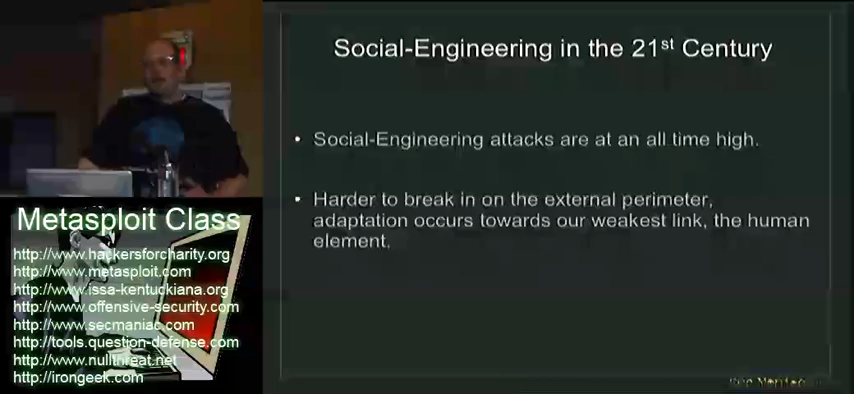 Social-Engineering in the 21st Century
• Social-Engineering attacks are at an all time high.
• Harder to break in on the external perimeter,
adaptation occurs towards our weakest link, the human
element.
Metasploit Class
http://www.hackersforcharity.org
http://www.metasploit.com
http://www.issa-kentuckiana.org
http://www.offensive-security.com
http://www.secmaniac.com
http://tools.question-defense.com
http://www.nullthreat.net
http://irongeek.com